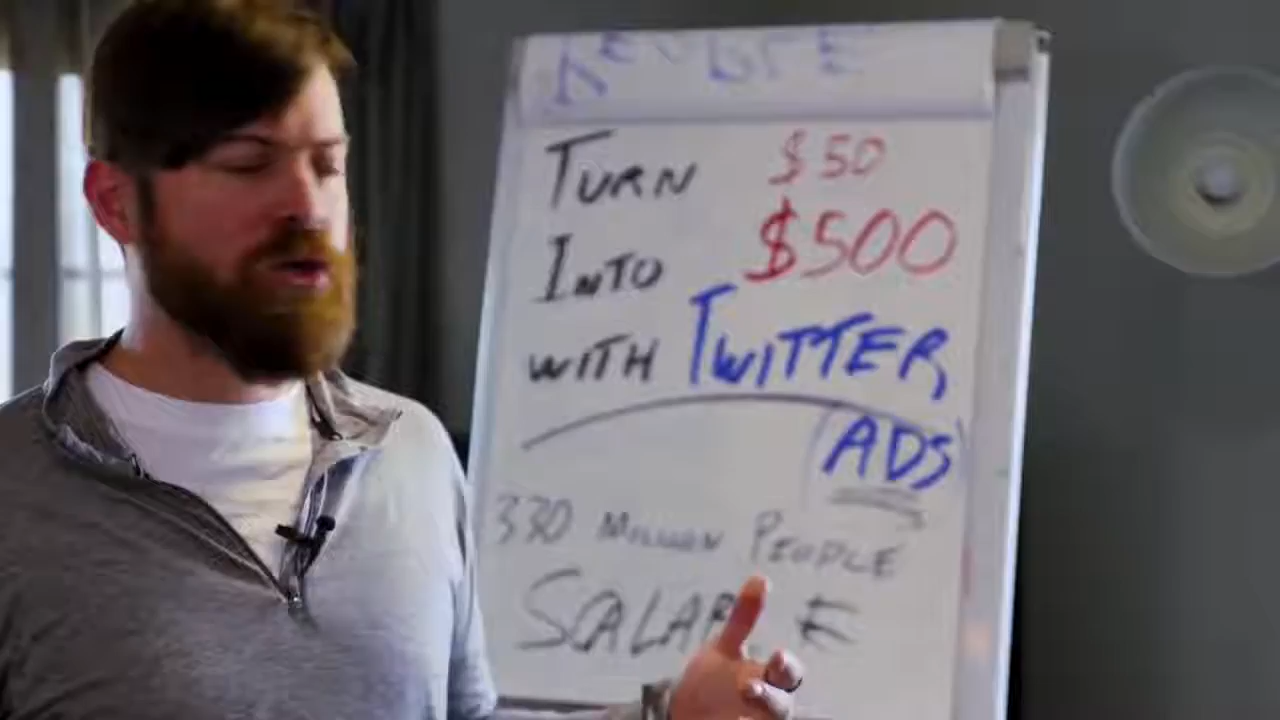 TURN $50
INTO $500
WITH TWITTER
ADS
330 MILLION PEOPLE